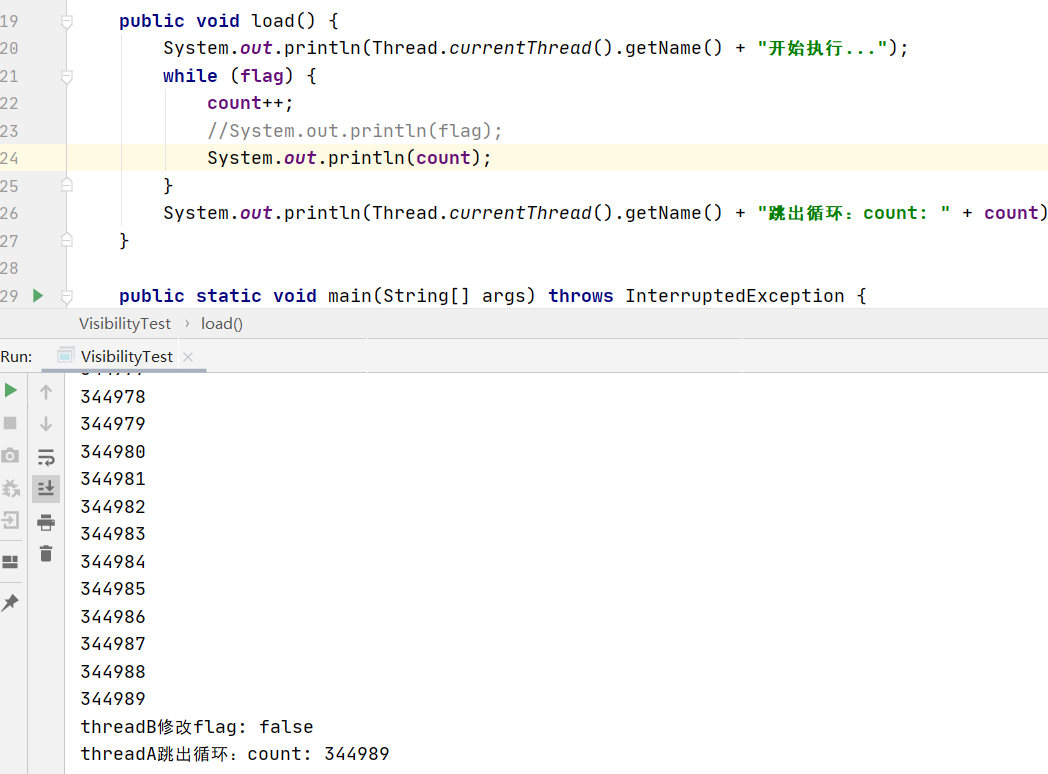 19 public void load() {
20 System.out.println(Thread.currentThread().getName() + "开始执行...");
21 while (flag) {
22 count++;
23 //System.out.println(flag);
24 System.out.println(count);
25 }
26 System.out.println(Thread.currentThread().getName() + "跳出循环：count: " + count)
27 }
28
29 public static void main(String[] args) throws InterruptedException {
VisibilityTest › load()
Run: VisibilityTest ×
344978
344979
344980
344981
344982
344983
344984
344985
344986
344987
344988
344989
threadB修改flag: false
threadA跳出循环：count: 344989